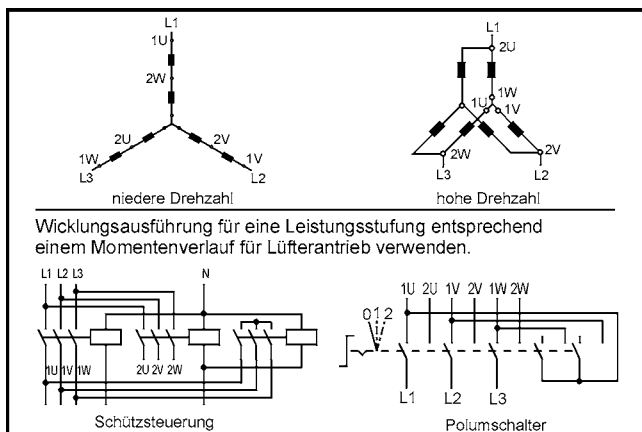 L1
1U
2W
2U
2V
1W
1V
L3
L2
niedere Drehzahl
L1
2U
1W
1U
1V
2W
2V
L3
L2
hohe Drehzahl
Wicklungsausführung für eine Leistungsstufung entsprechend
einem Momentenverlauf für Lüfterantrieb verwenden.
L1 L2 L3 N
1U 1V 1W 2U 2V 2W
Schützsteuerung
1U 2U 1V 2V 1W 2W
0 1 2
I I
L1 L2 L3
Polumschalter